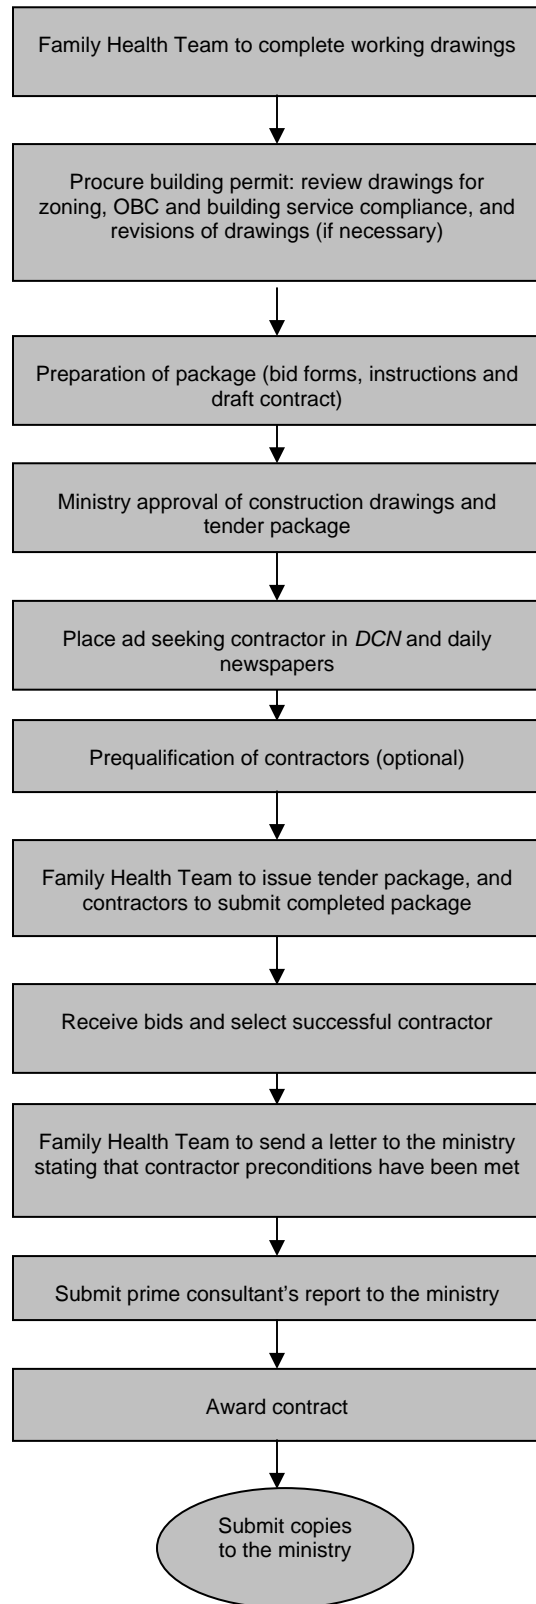 Family Health Team to complete working drawings
Procure building permit: review drawings for
zoning, OBC and building service compliance, and
revisions of drawings (if necessary)
Preparation of package (bid forms, instructions and
draft contract)
Ministry approval of construction drawings and
tender package
Place ad seeking contractor in DCN and daily
newspapers
Prequalification of contractors (optional)
Family Health Team to issue tender package, and
contractors to submit completed package
Receive bids and select successful contractor
Family Health Team to send a letter to the ministry
stating that contractor preconditions have been met
Submit prime consultant’s report to the ministry
Award contract
Submit copies
to the ministry